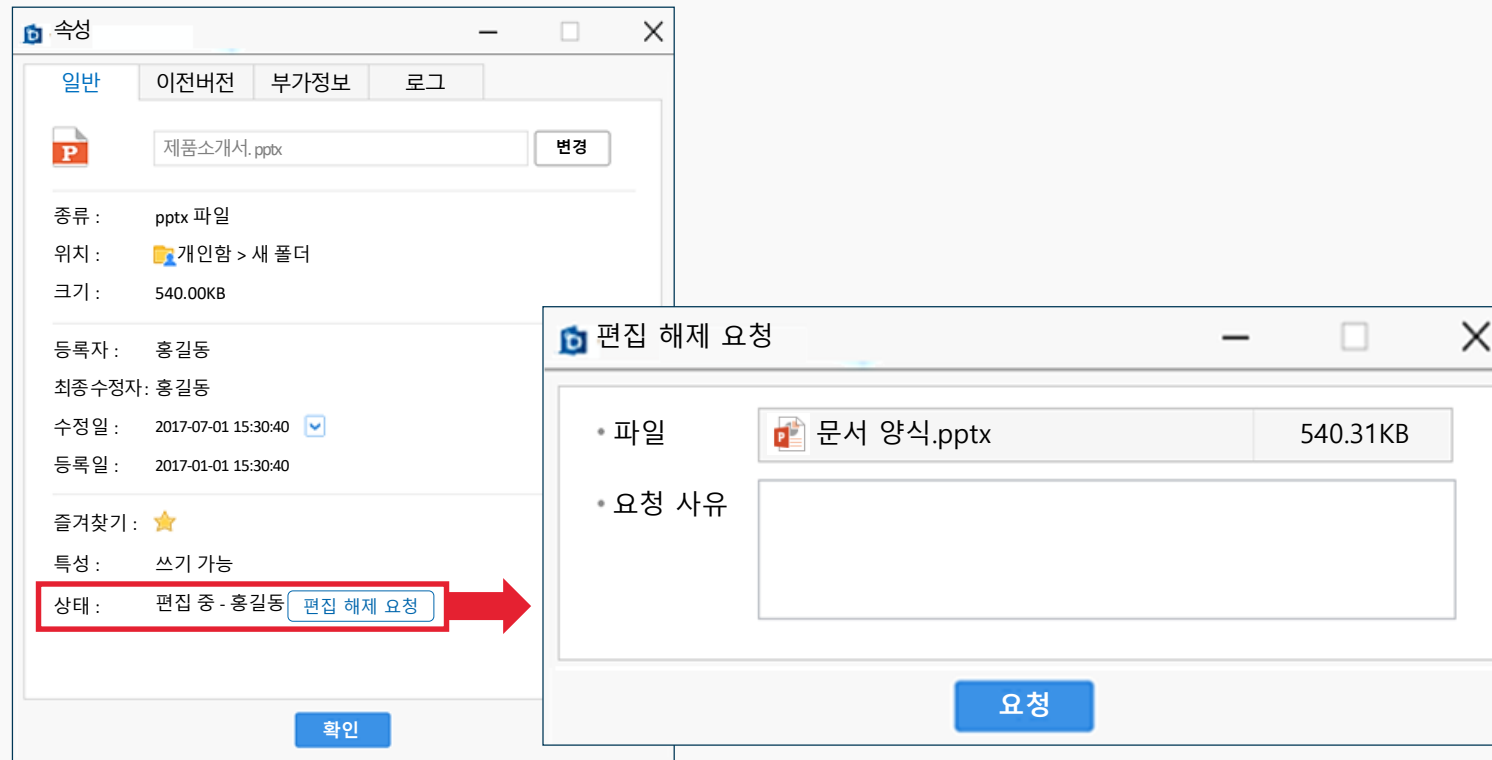 속성
일반 이전버전 부가정보 로그
제품소개서.pptx 변경
종류 : pptx 파일
위치 : 개인함 > 새 폴더
크기 : 540.00KB
등록자 : 홍길동
최종수정자 : 홍길동
수정일 : 2017-07-01 15:30:40
등록일 : 2017-01-01 15:30:40
즐겨찾기 :
특성 : 쓰기 가능
상태 : 편집 중 - 홍길동 편집 해제 요청
확인
편집 해제 요청
• 파일 문서 양식.pptx 540.31KB
• 요청 사유
요청